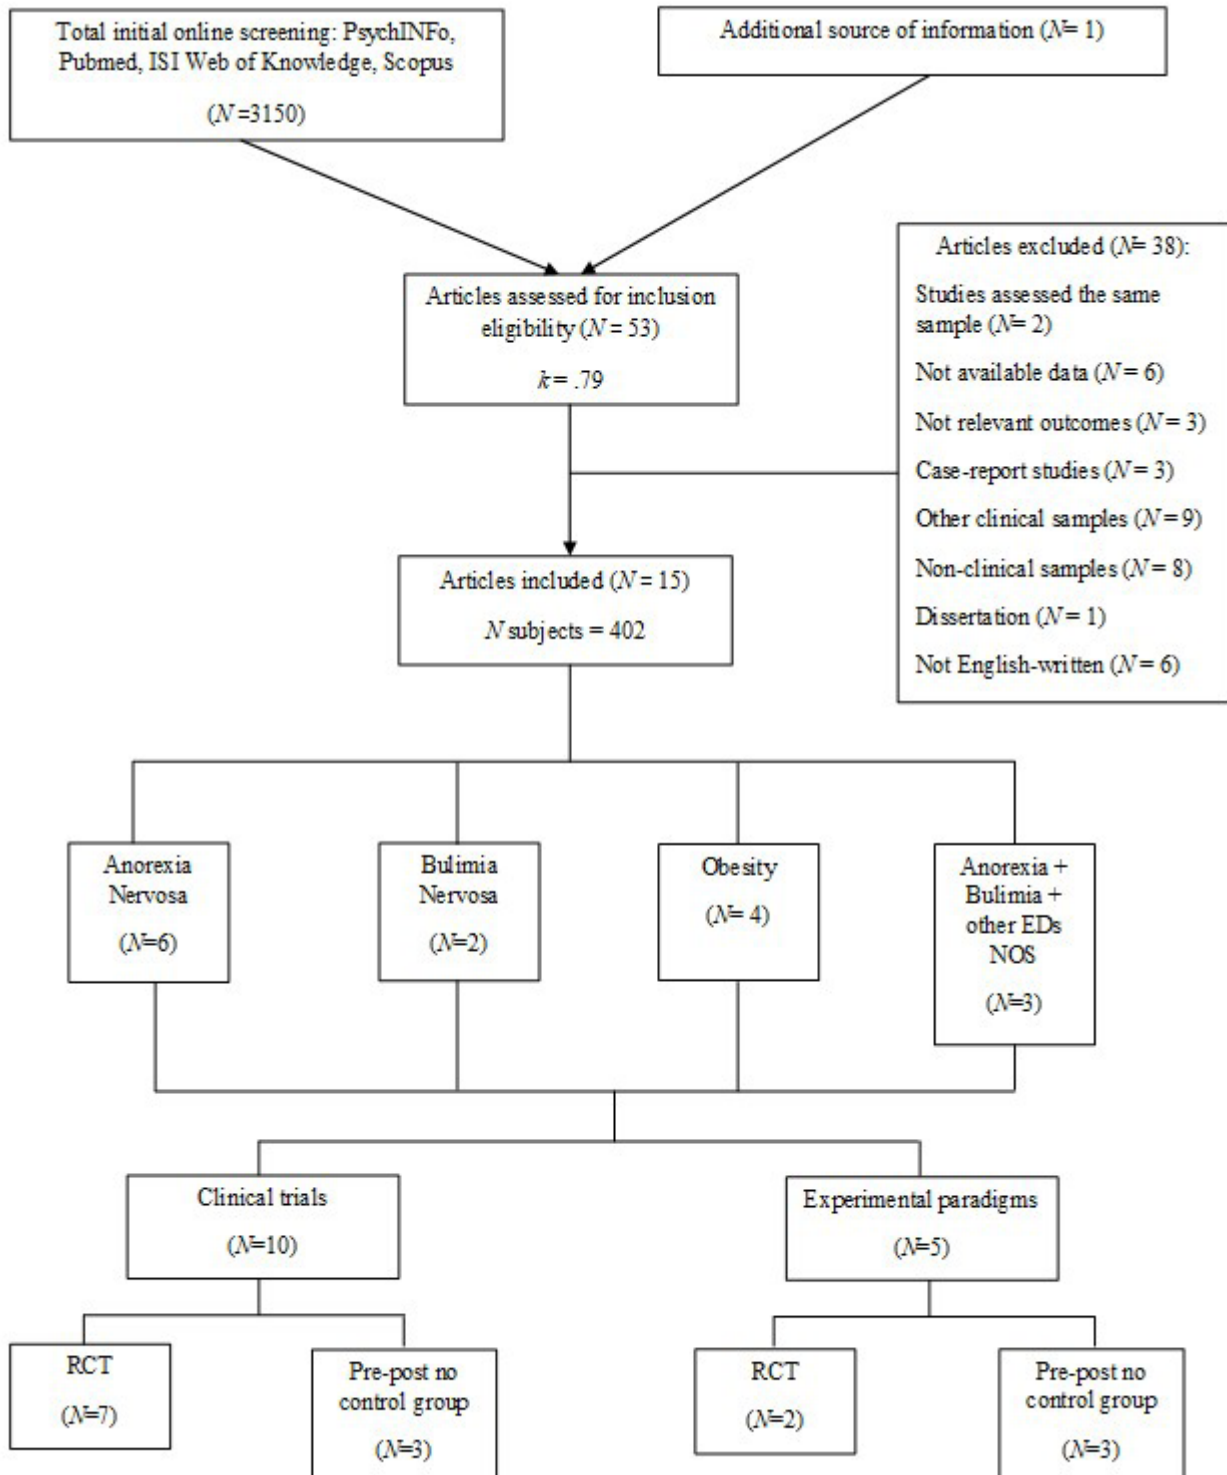 Total initial online screening: PsychINFo,
Pubmed, ISI Web of Knowledge, Scopus
(N =3150)
Additional source of information (N= 1)
Articles assessed for inclusion
eligibility (N = 53)
k = .79
Articles excluded (N= 38):
Studies assessed the same
sample (N= 2)
Not available data (N = 6)
Not relevant outcomes (N = 3)
Case-report studies (N = 3)
Other clinical samples (N = 9)
Non-clinical samples (N = 8)
Dissertation (N = 1)
Not English-written (N = 6)
Articles included (N = 15)
N subjects = 402
Anorexia
Nervosa
(N=6)
Bulimia
Nervosa
(N=2)
Obesity
(N= 4)
Anorexia +
Bulimia +
other EDs
NOS
(N=3)
Clinical trials
(N=10)
Experimental paradigms
(N=5)
RCT
(N=7)
Pre-post no
control group
(N=3)
RCT
(N=2)
Pre-post no
control group
(N=3)